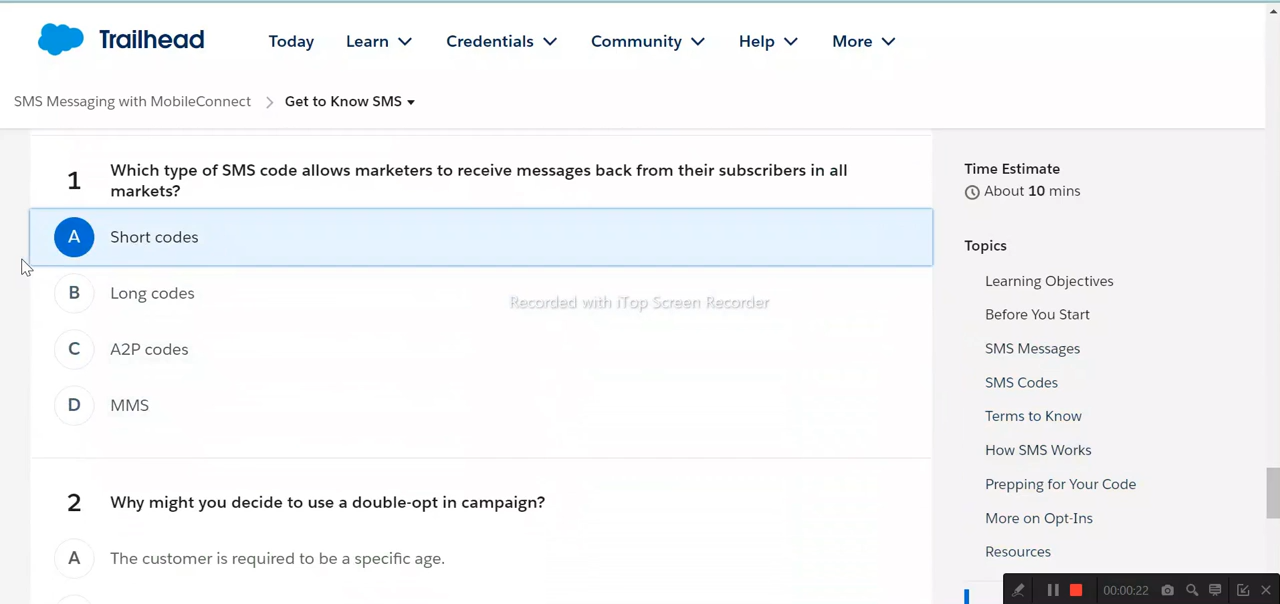 Trailhead
Today Learn Credentials Community Help More
SMS Messaging with MobileConnect > Get to Know SMS
1
Which type of SMS code allows marketers to receive messages back from their subscribers in all
markets?
A Short codes
B Long codes
C A2P codes
D MMS
2 Why might you decide to use a double-opt in campaign?
A The customer is required to be a specific age.
Recorded with iTop Screen Recorder
Time Estimate
About 10 mins
Topics
Learning Objectives
Before You Start
SMS Messages
SMS Codes
Terms to Know
How SMS Works
Prepping for Your Code
More on Opt-Ins
Resources
00:00:22